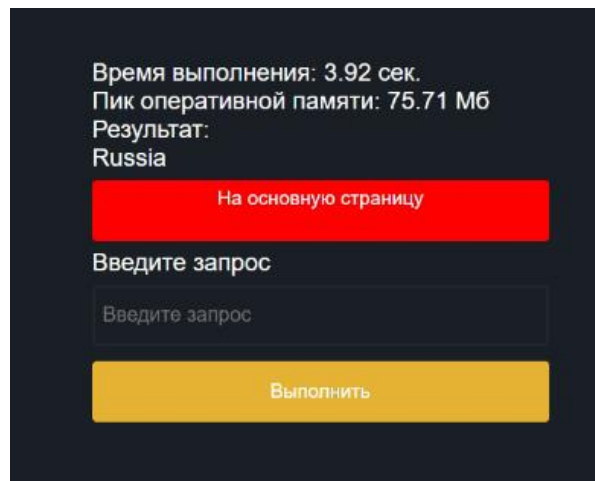 Время выполнения: 3.92 сек.
Пик оперативной памяти: 75.71 Мб
Результат:
Russia
На основную страницу
Введите запрос
Введите запрос
Выполнить